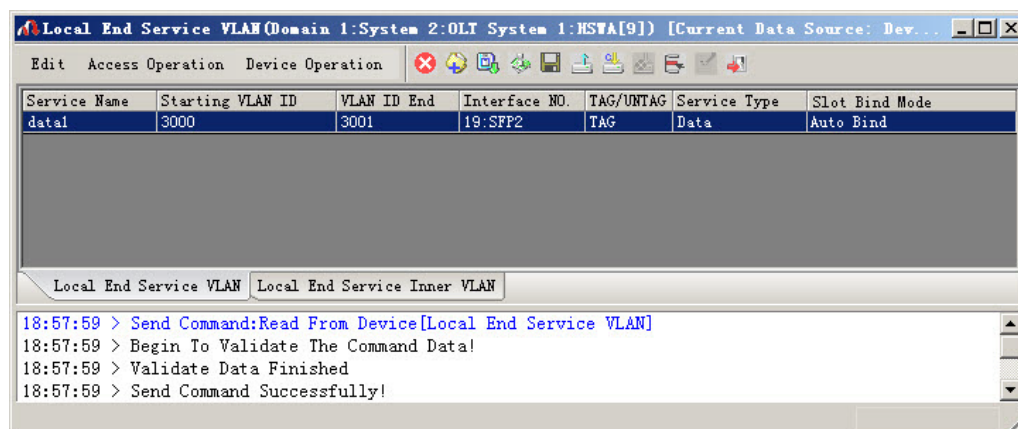 Local End Service VLAN(Domain 1:System 2:OLT System 1:HSWA[9]) [Current Data Source: Dev...
Edit Access Operation Device Operation
Service Name Starting VLAN ID VLAN ID End Interface NO. TAG/UNTAG Service Type Slot Bind Mode
data1 3000 3001 19:SFP2 TAG Data Auto Bind
Local End Service VLAN Local End Service Inner VLAN
18:57:59 > Send Command:Read From Device[Local End Service VLAN]
18:57:59 > Begin To Validate The Command Data!
18:57:59 > Validate Data Finished
18:57:59 > Send Command Successfully!